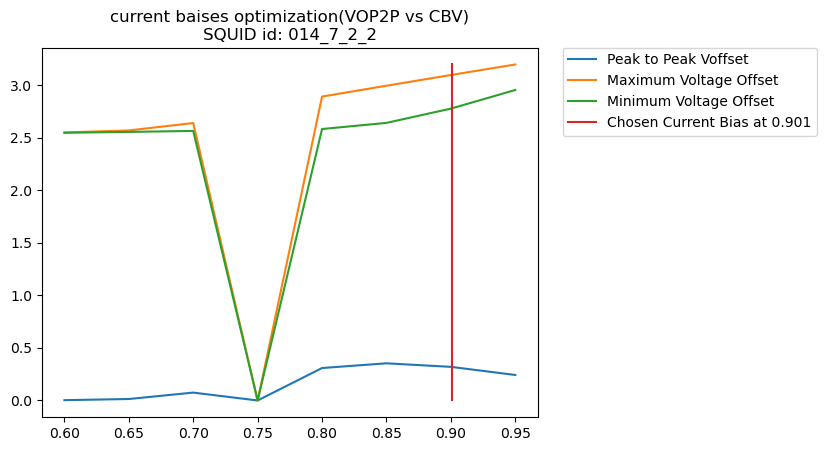 current baises optimization(VOP2P vs CBV)
SQUID id: 014_7_2_2
Peak to Peak Voffset
Maximum Voltage Offset
Minimum Voltage Offset
Chosen Current Bias at 0.901
3.0
2.5
2.0
1.5
1.0
0.5
0.0
0.60 0.65 0.70 0.75 0.80 0.85 0.90 0.95